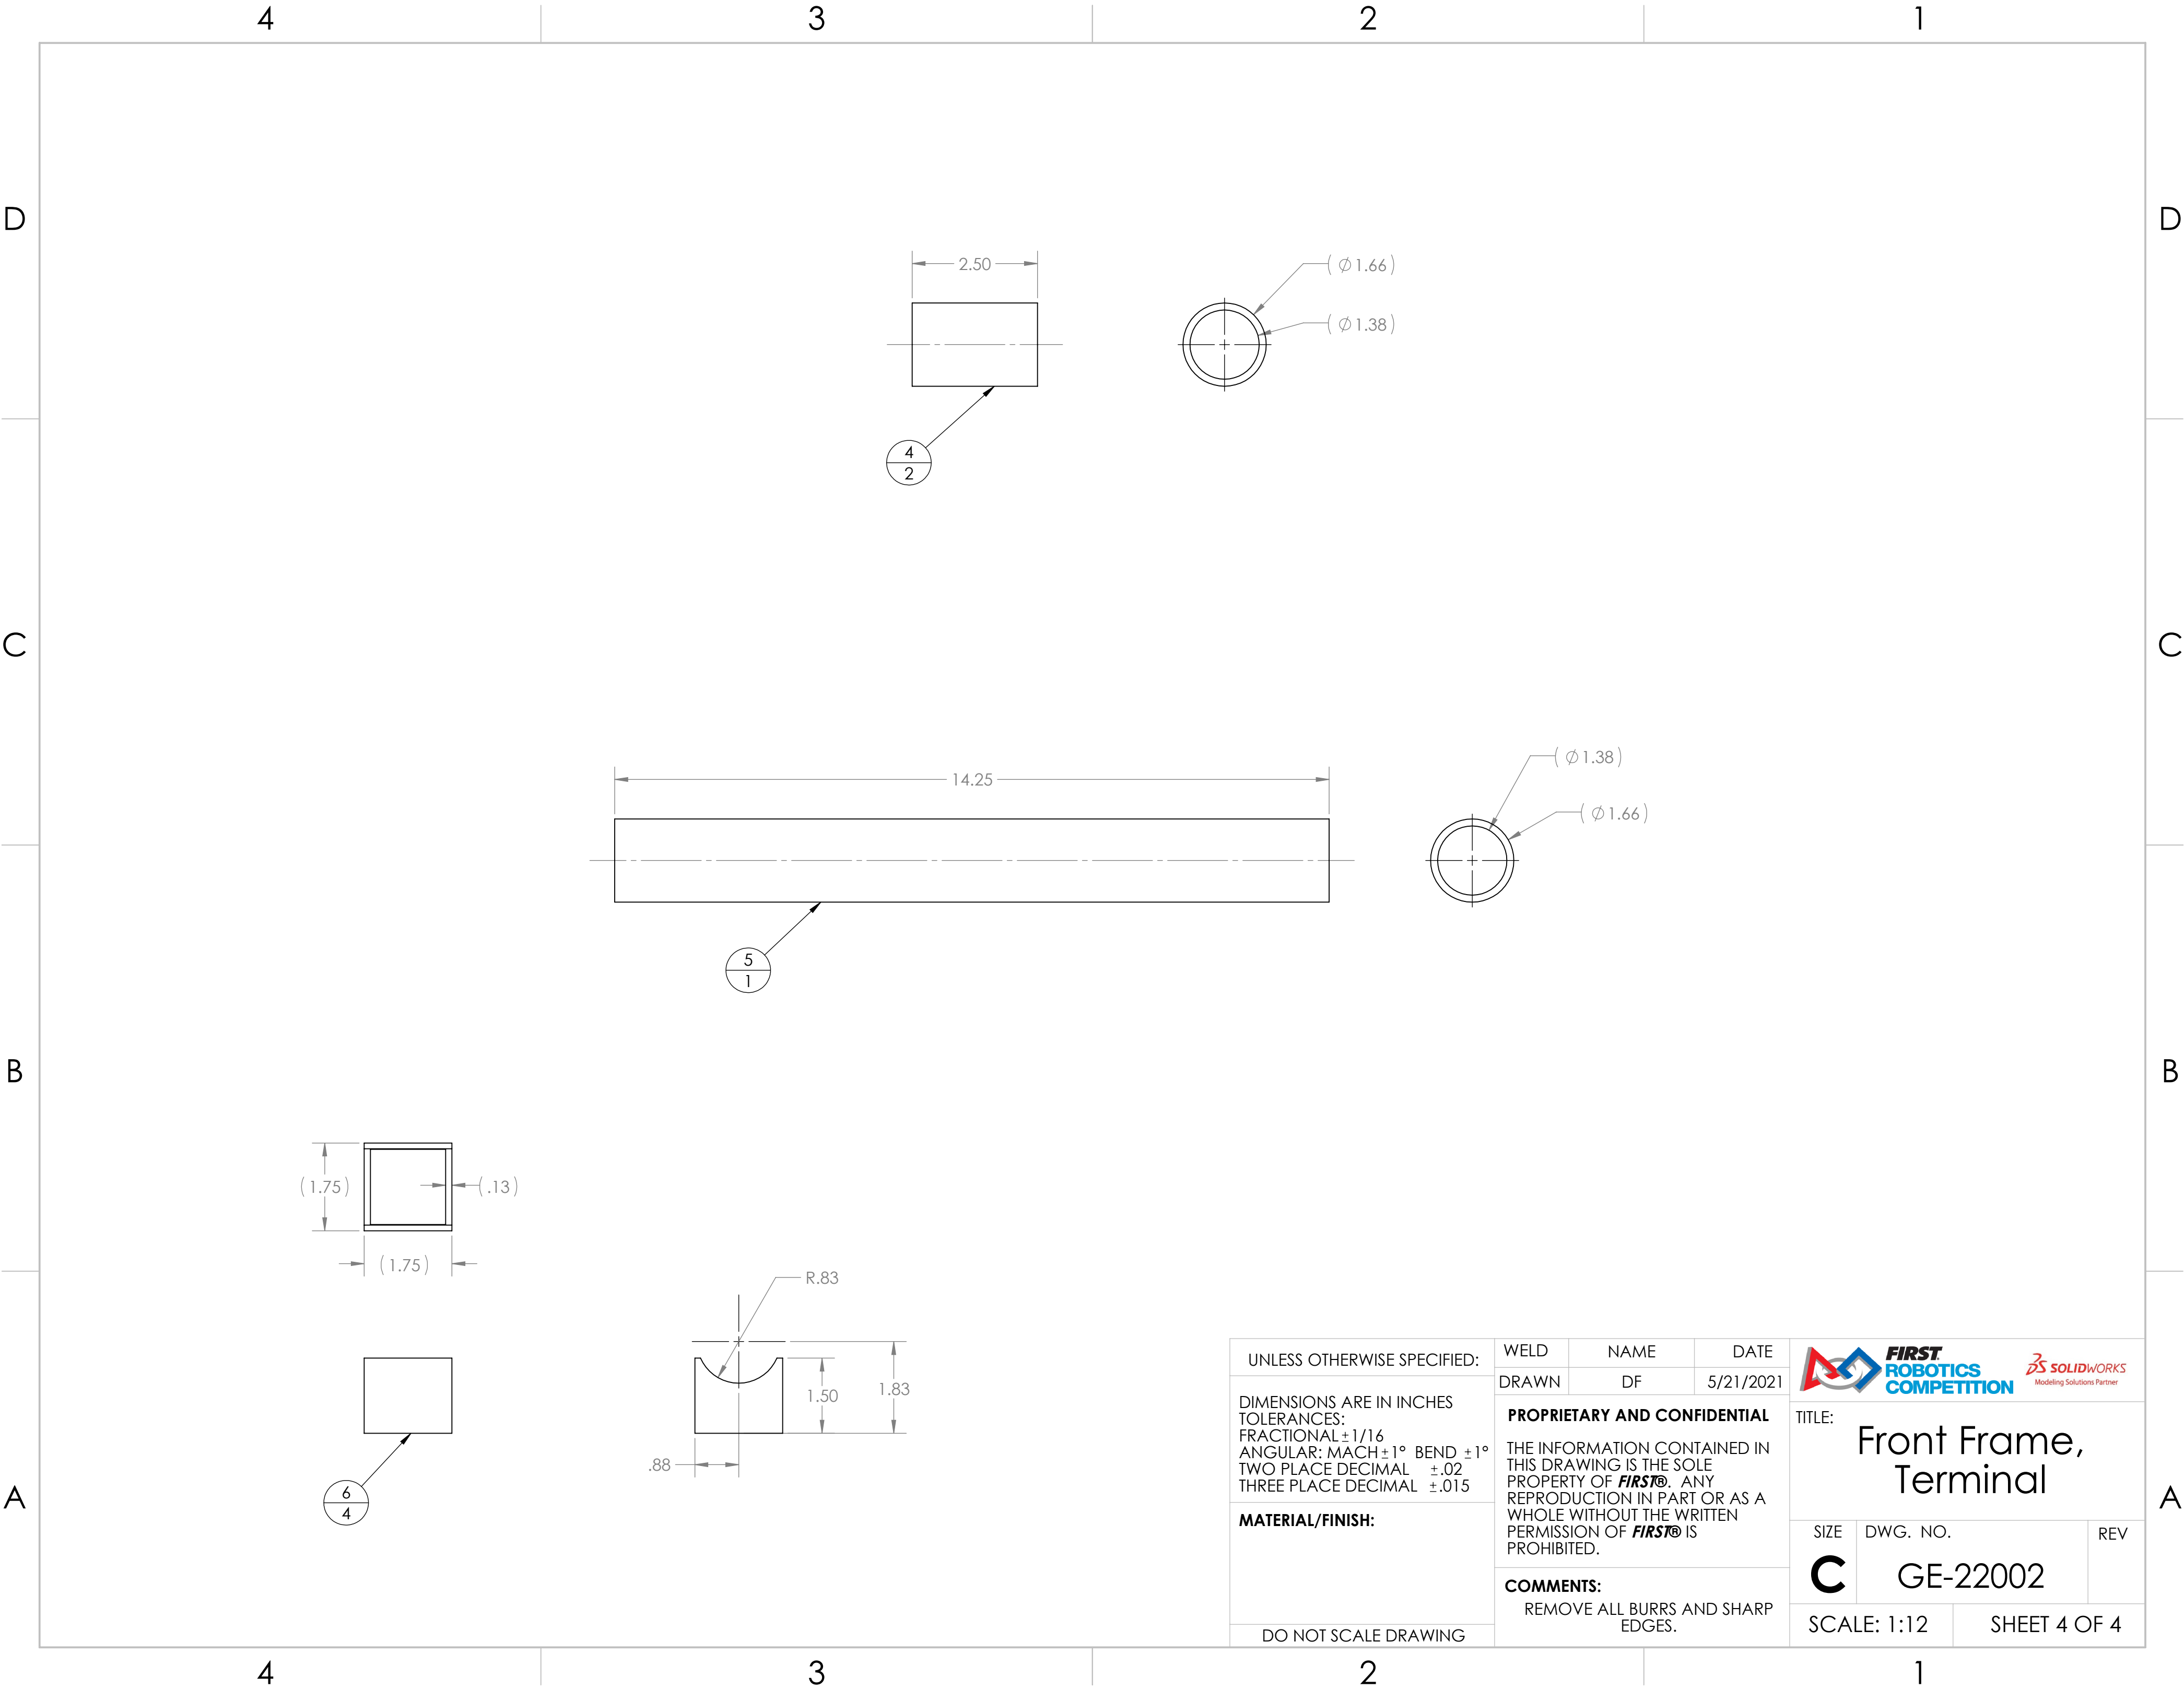 4 3 2 1
D D
2.50
( ⌀1.66 )
( ⌀1.38 )
4
2
C C
14.25
( ⌀1.38 )
( ⌀1.66 )
5
1
B B
( 1.75 )
( .13 )
( 1.75 )
R.83
1.50
1.83
.88
6
4
A A
UNLESS OTHERWISE SPECIFIED:
DIMENSIONS ARE IN INCHES
TOLERANCES:
FRACTIONAL ±1/16
ANGULAR: MACH ±1° BEND ±1°
TWO PLACE DECIMAL ±.02
THREE PLACE DECIMAL ±.015
MATERIAL/FINISH:
DO NOT SCALE DRAWING
WELD NAME DATE
DRAWN DF 5/21/2021
PROPRIETARY AND CONFIDENTIAL
THE INFORMATION CONTAINED IN
THIS DRAWING IS THE SOLE
PROPERTY OF FIRST®. ANY
REPRODUCTION IN PART OR AS A
WHOLE WITHOUT THE WRITTEN
PERMISSION OF FIRST® IS
PROHIBITED.
COMMENTS:
REMOVE ALL BURRS AND SHARP
EDGES.
FIRST
ROBOTICS
COMPETITION
SOLIDWORKS
Modeling Solutions Partner
TITLE:
Front Frame,
Terminal
SIZE DWG. NO. REV
C GE-22002
SCALE: 1:12 SHEET 4 OF 4
4 3 2 1